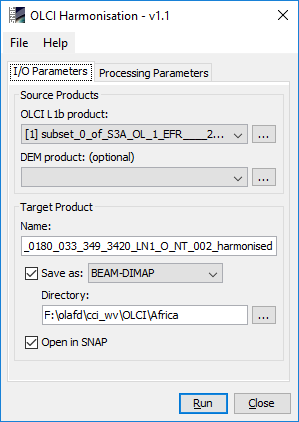 OLCI Harmonisation - v1.1
File Help
I/O Parameters Processing Parameters
Source Products
OLCI L1b product:
[1] subset_0_of_S3A_OL_1_EFR____2... ...
DEM product: (optional)
...
Target Product
Name:
_0180_033_349_3420_LN1_O_NT_002_harmonised
Save as: BEAM-DIMAP
Directory:
F:\olafd\cci_wv\OLCI\Africa ...
Open in SNAP
Run Close